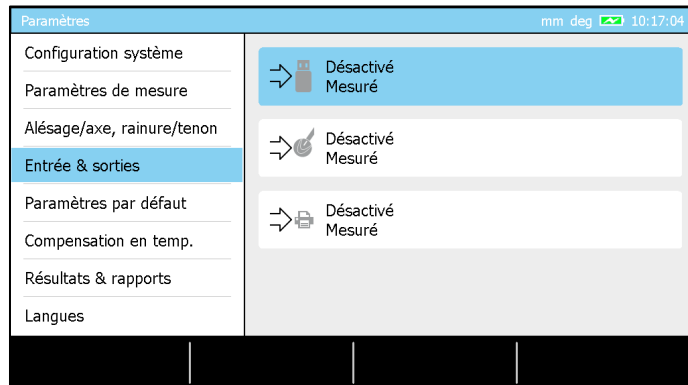 Paramètres
mm deg 10:17:04
Configuration système
Paramètres de mesure
Alésage/axe, rainure/tenon
Entrée & sorties
Paramètres par défaut
Compensation en temp.
Résultats & rapports
Langues
Désactivé
Mesuré
Désactivé
Mesuré
Désactivé
Mesuré